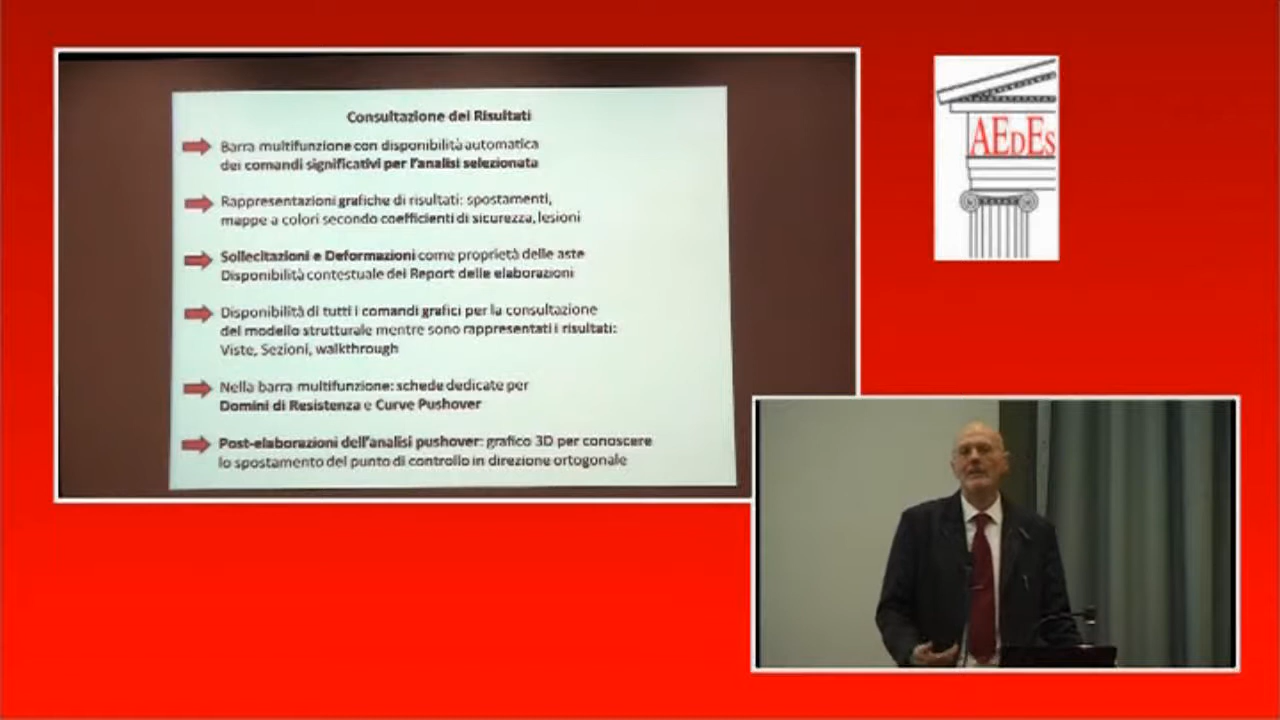 Consultazione dei Risultati
Barra multifunzione con disponibilità automatica
dei comandi significativi per l'analisi selezionata
Rappresentazioni grafiche di risultati: spostamenti,
mappe a colori secondo coefficienti di sicurezza, lesioni
Sollecitazioni e Deformazioni come proprietà delle aste
Disponibilità contestuale dei Report delle elaborazioni
Disponibilità di tutti i comandi grafici per la consultazione
del modello strutturale mentre sono rappresentati i risultati:
Viste, Sezioni, walkthrough
Nella barra multifunzione: schede dedicate per
Domini di Resistenza e Curve Pushover
Post-elaborazioni dell'analisi pushover: grafico 3D per conoscere
lo spostamento del punto di controllo in direzione ortogonale
AEDES